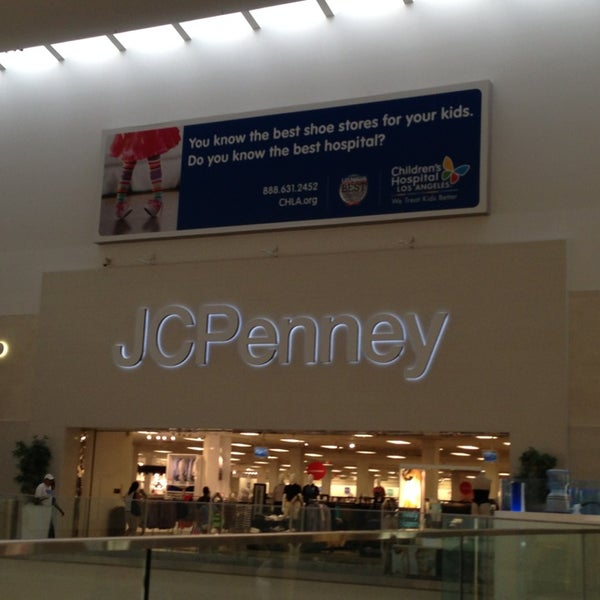 You know the best shoe stores for your kids.
Do you know the best hospital?
888.631.2452
CHLA.org
BEST
Children's
Hospital
LOS ANGELES
We Treat Kids Better
JCPenney